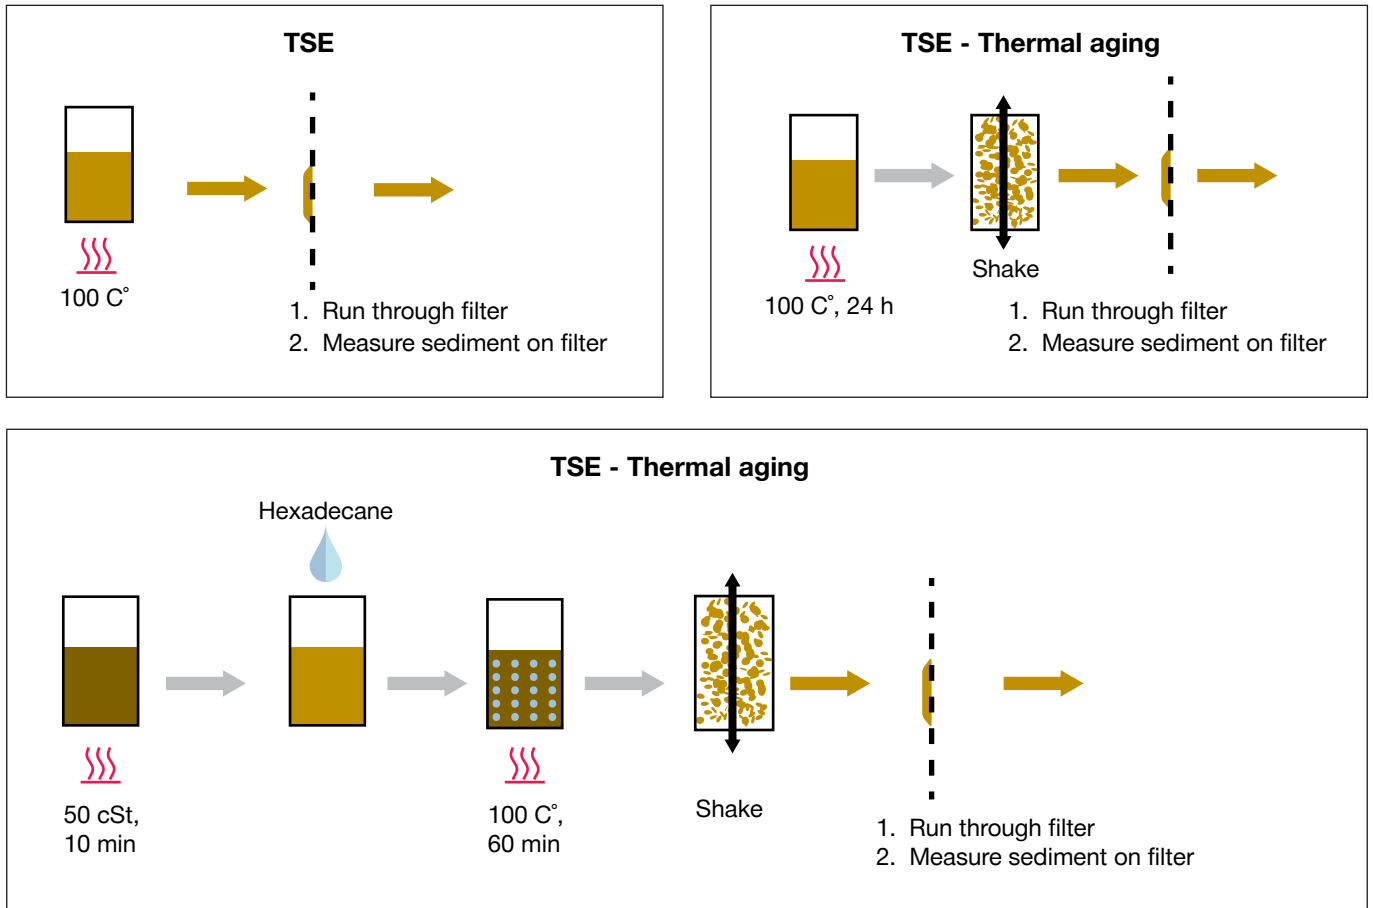 TSE
100 C°
1. Run through filter
2. Measure sediment on filter
TSE - Thermal aging
100 C°, 24 h
Shake
1. Run through filter
2. Measure sediment on filter
TSE - Thermal aging
Hexadecane
50 cSt,
10 min
100 C°,
60 min
Shake
1. Run through filter
2. Measure sediment on filter